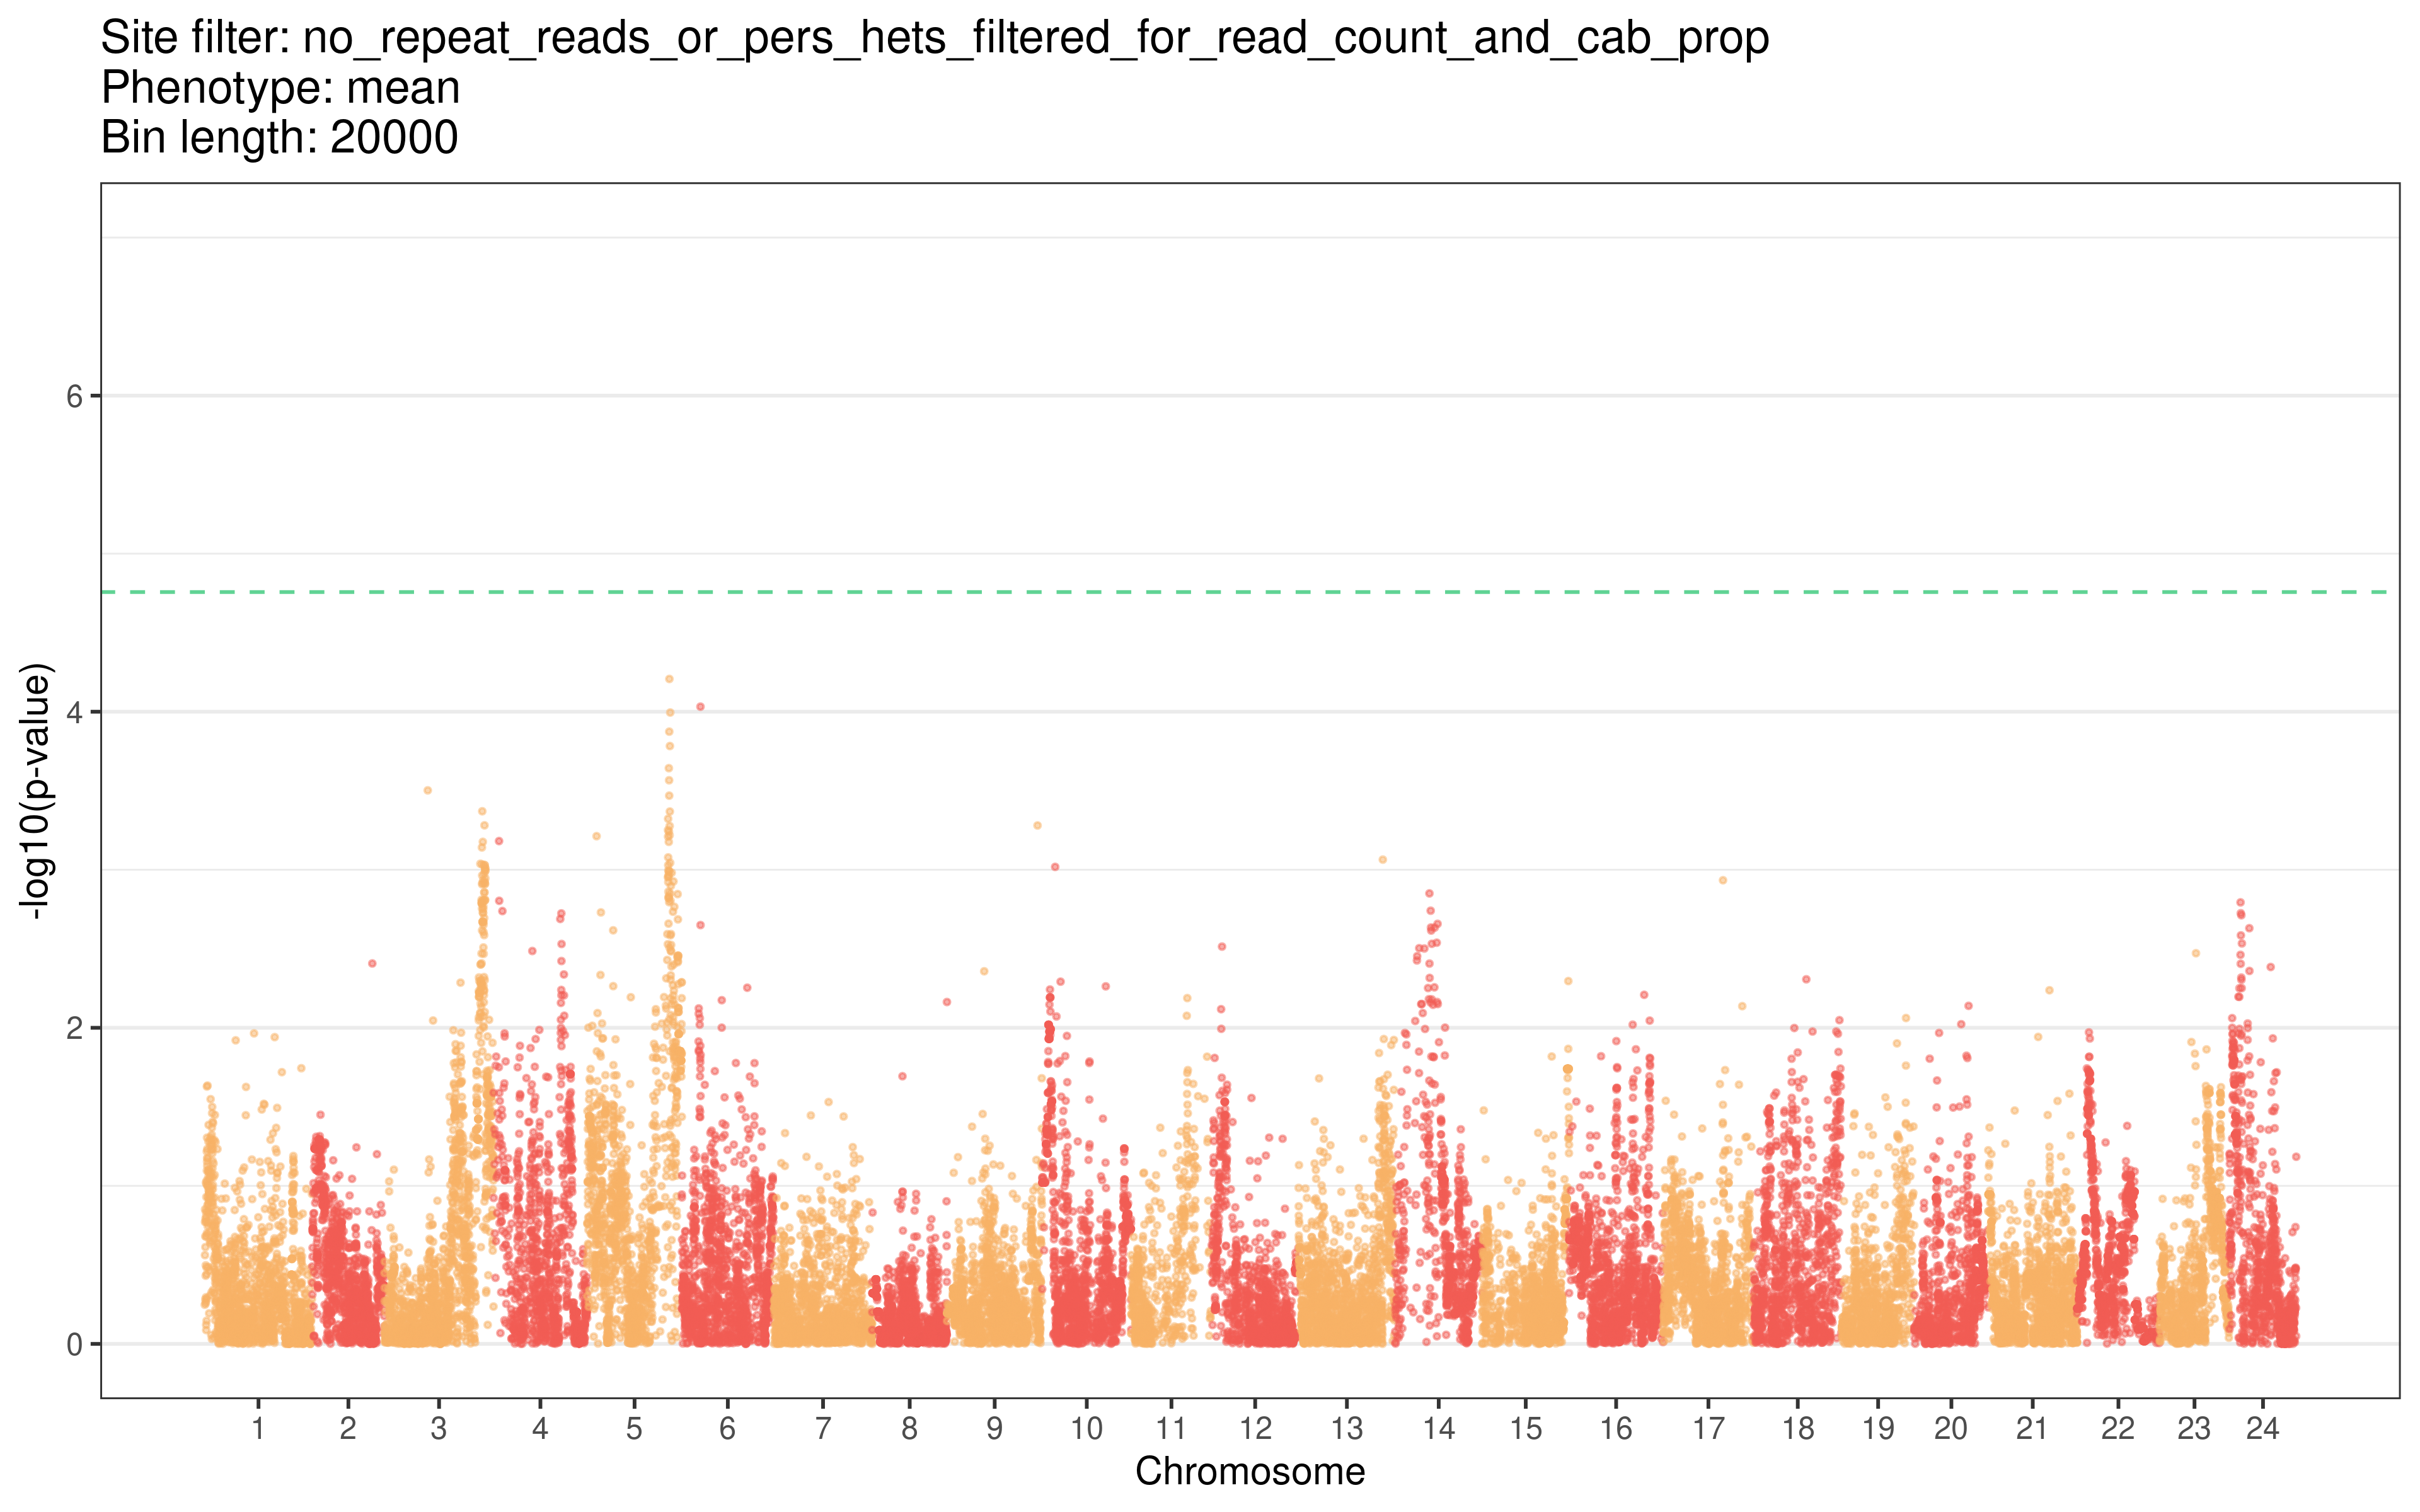 Site filter: no_repeat_reads_or_pers_hets_filtered_for_read_count_and_cab_prop
Phenotype: mean
Bin length: 20000
6
4
2
0
-log10(p-value)
1 2 3 4 5 6 7 8 9 10 11 12 13 14 15 16 17 18 19 20 21 22 23 24
Chromosome